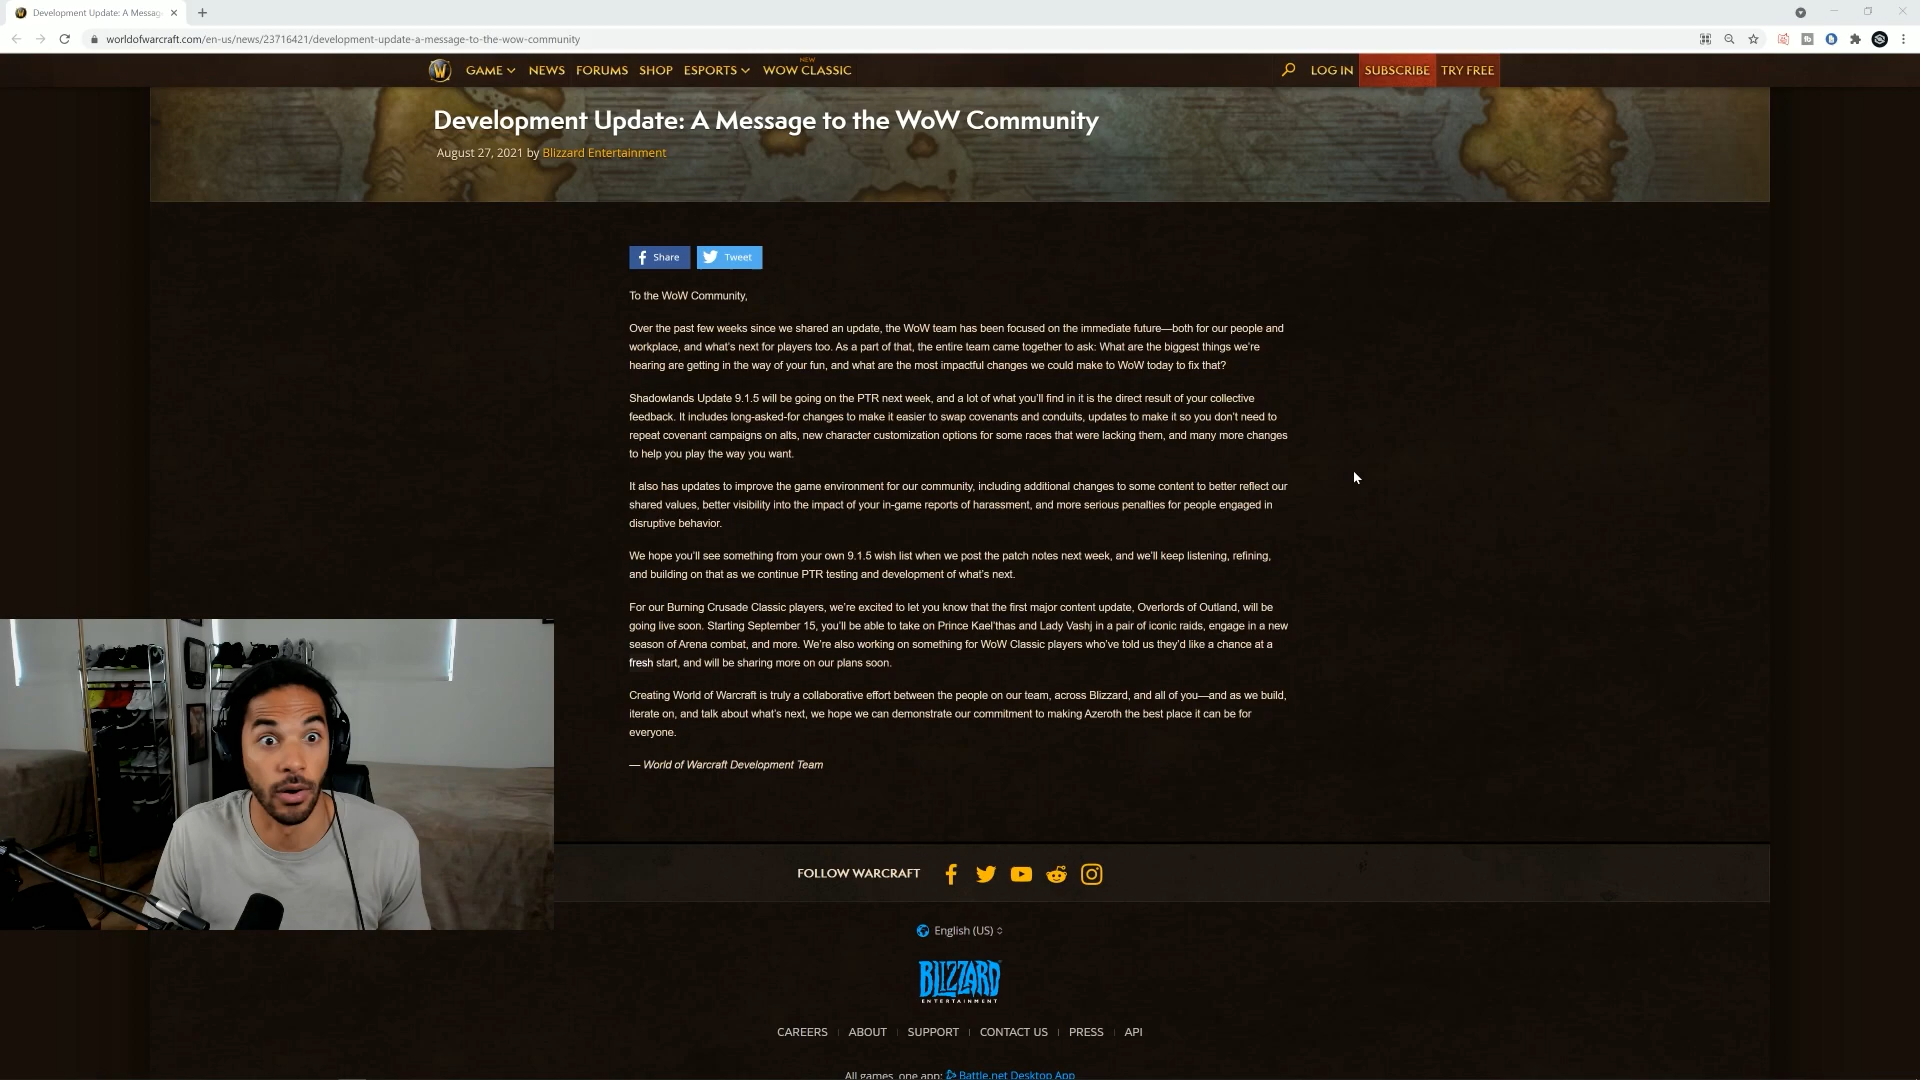 Development Update: A Messag
worldofwarcraft.com/en-us/news/23716421/development-update-a-message-to-the-wow-community
GAME NEWS FORUMS SHOP ESPORTS NEW WOW CLASSIC LOG IN SUBSCRIBE TRY FREE
Development Update: A Message to the WoW Community
August 27, 2021 by Blizzard Entertainment
Share Tweet
To the WoW Community,
Over the past few weeks since we shared an update, the WoW team has been focused on the immediate future—both for our people and
workplace, and what's next for players too. As a part of that, the entire team came together to ask: What are the biggest things we're
hearing are getting in the way of your fun, and what are the most impactful changes we could make to WoW today to fix that?
Shadowlands Update 9.1.5 will be going on the PTR next week, and a lot of what you'll find in it is the direct result of your collective
feedback. It includes long-asked-for changes to make it easier to swap covenants and conduits, updates to make it so you don't need to
repeat covenant campaigns on alts, new character customization options for some races that were lacking them, and many more changes
to help you play the way you want.
It also has updates to improve the game environment for our community, including additional changes to some content to better reflect our
shared values, better visibility into the impact of your in-game reports of harassment, and more serious penalties for people engaged in
disruptive behavior.
We hope you'll see something from your own 9.1.5 wish list when we post the patch notes next week, and we'll keep listening, refining,
and building on that as we continue PTR testing and development of what's next.
For our Burning Crusade Classic players, we're excited to let you know that the first major content update, Overlords of Outland, will be
going live soon. Starting September 15, you'll be able to take on Prince Kael'thas and Lady Vashj in a pair of iconic raids, engage in a new
season of Arena combat, and more. We're also working on something for WoW Classic players who've told us they'd like a chance at a
fresh start, and will be sharing more on our plans soon.
Creating World of Warcraft is truly a collaborative effort between the people on our team, across Blizzard, and all of you—and as we build,
iterate on, and talk about what's next, we hope we can demonstrate our commitment to making Azeroth the best place it can be for
everyone.
— World of Warcraft Development Team
FOLLOW WARCRAFT
English (US)
BLIZZARD
ENTERTAINMENT
CAREERS ABOUT SUPPORT CONTACT US PRESS API
All games, one app: Battle.net Desktop App